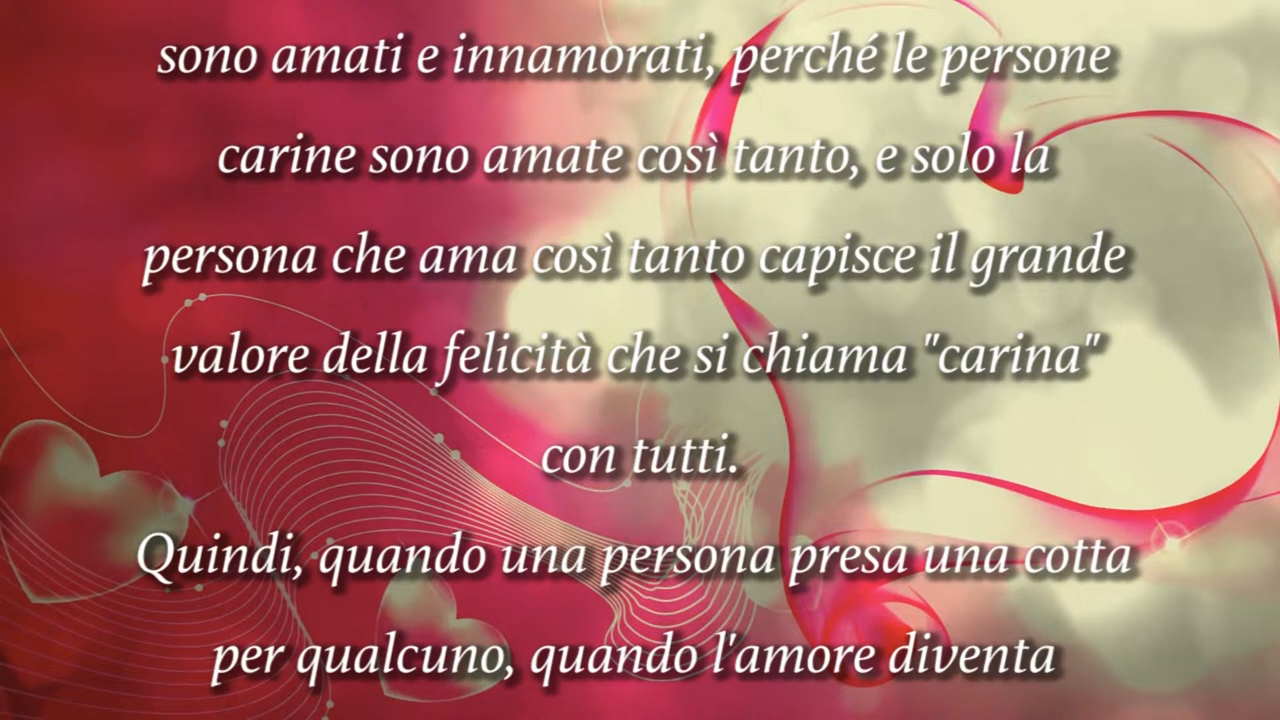 sono amati e innamorati, perché le persone
carine sono amate così tanto, e solo la
persona che ama così tanto capisce il grande
valore della felicità che si chiama "carina"
con tutti.
Quindi, quando una persona presa una cotta
per qualcuno, quando l'amore diventa